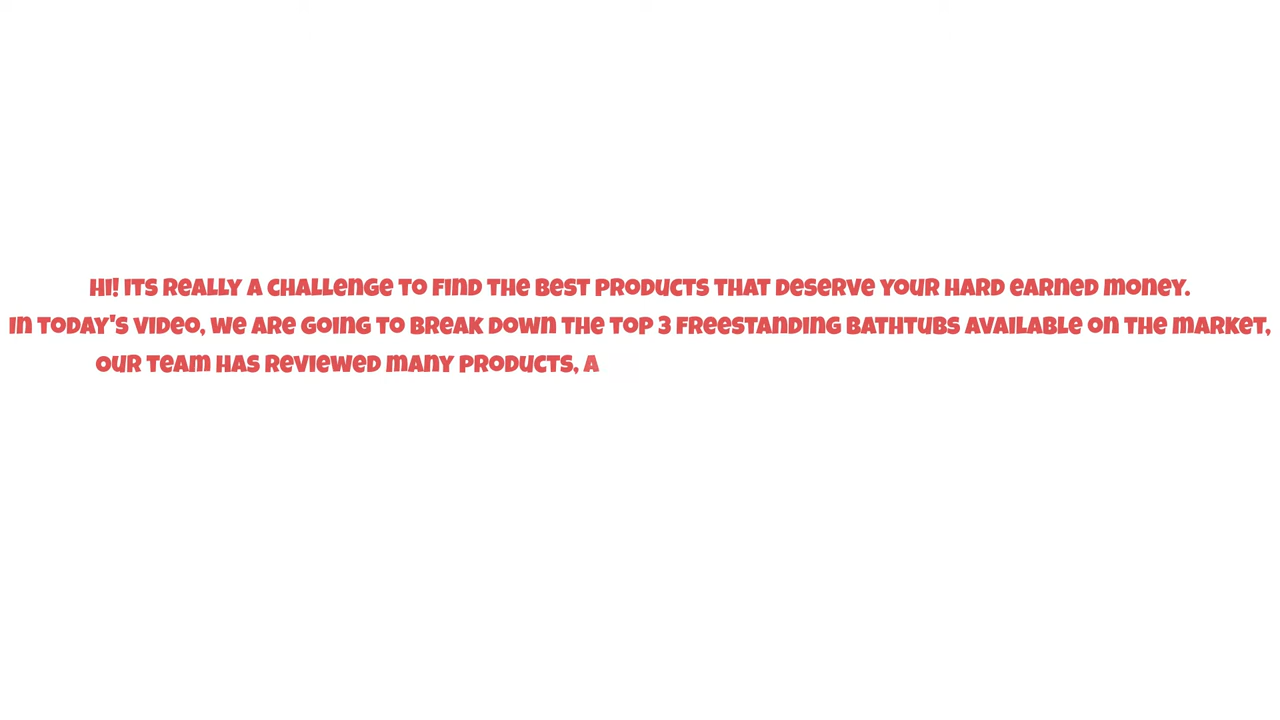 Hi! Its really a challenge to find the best products that deserve your hard earned money.
In today's video, we are going to break down the top 3 freestanding bathtubs available on the market,
our team has reviewed many products, a